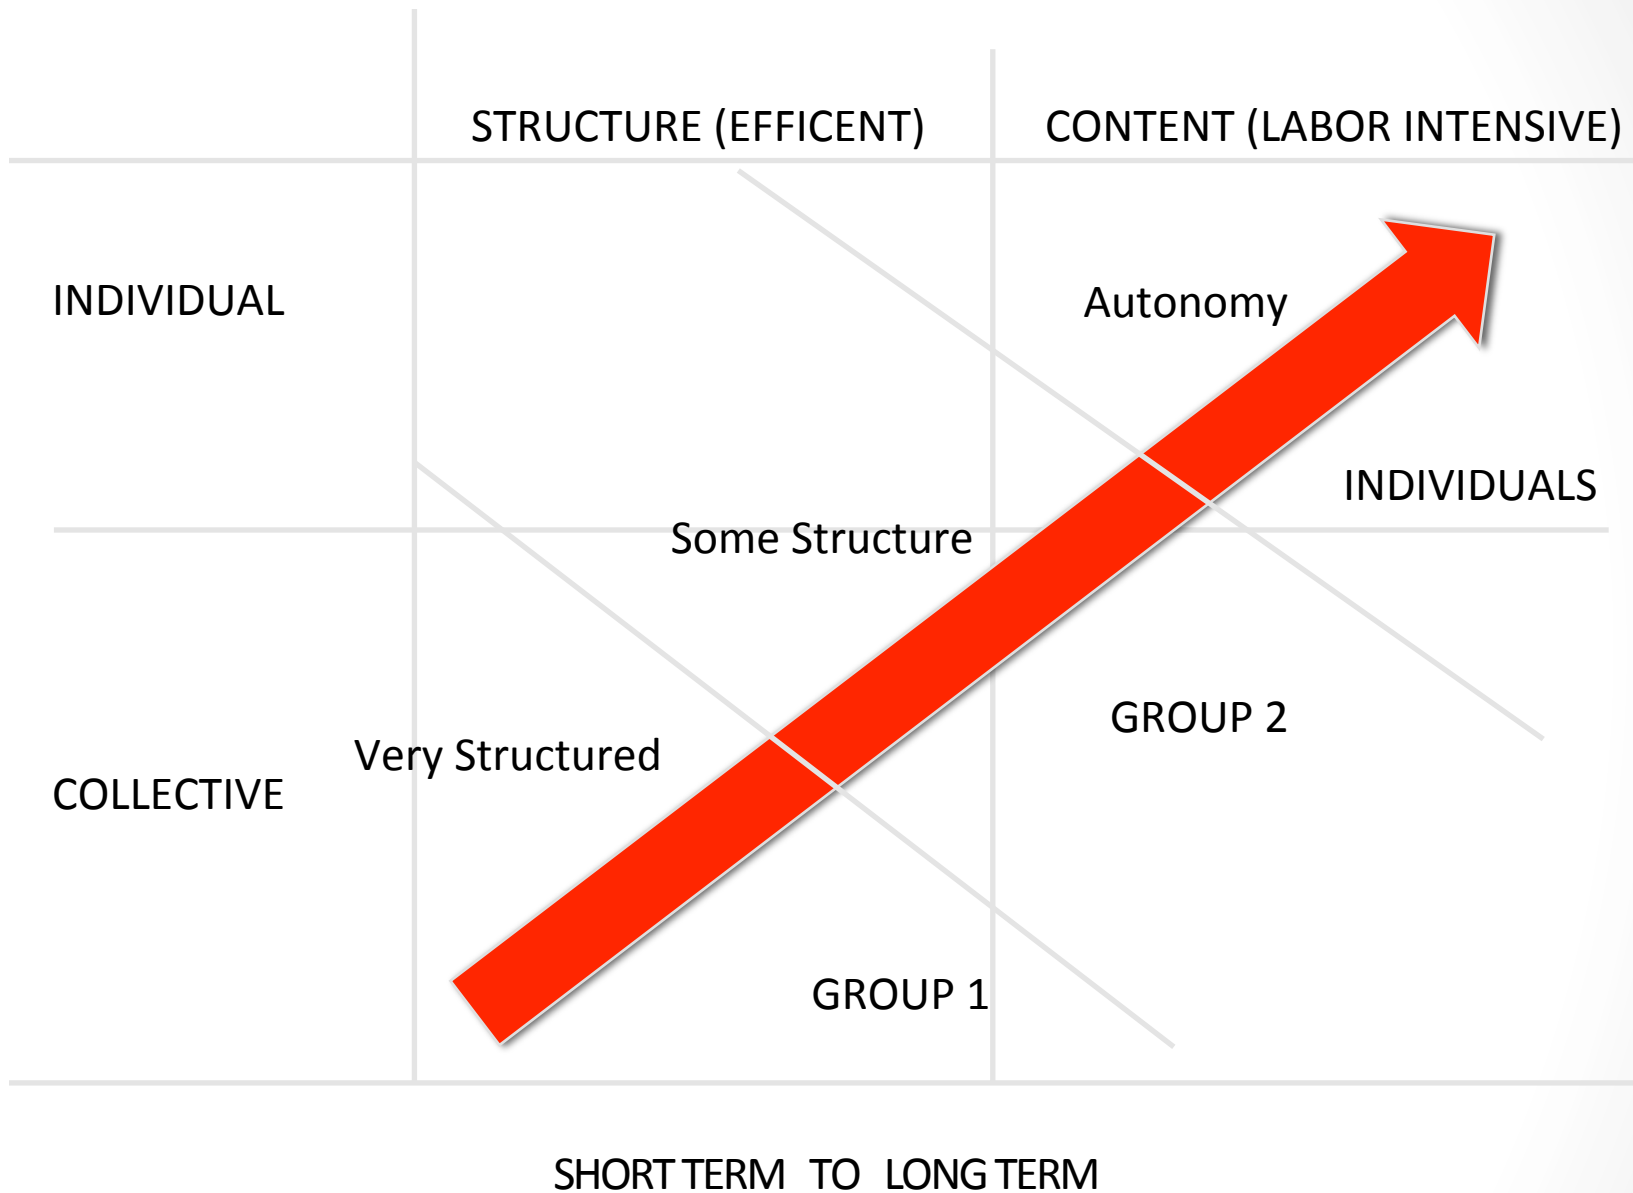 STRUCTURE (EFFICENT)
CONTENT (LABOR INTENSIVE)
INDIVIDUAL
Autonomy
INDIVIDUALS
Some Structure
GROUP 2
Very Structured
COLLECTIVE
GROUP 1
SHORT TERM TO LONG TERM